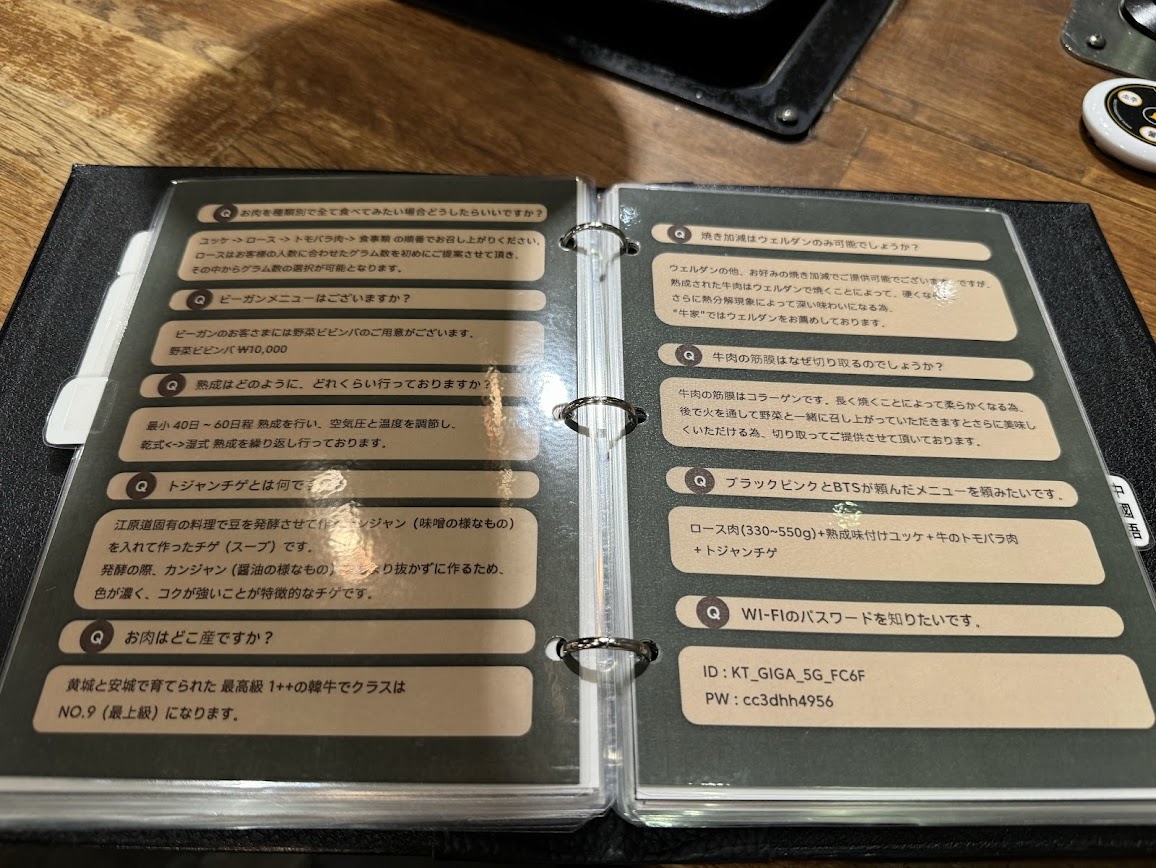 Q お肉を種類別で全て食べてみたい場合どうしたらいいですか?
ユッケ -> ロース -> トモバラ肉-> 食事類 の順番でお召し上がりください。
ロースはお客様の人数に合わせたグラム数を初めにご提案させて頂き、
その中からグラム数の選択が可能となります。
Q ビーガンメニューはございますか?
ビーガンのお客さまには野菜ビビンバのご用意がございます。
野菜ビビンバ ₩10,000
Q 熟成はどのように、どれくらい行っておりますか?
最小 40日 ~ 60日程 熟成を行い、空気圧と温度を調節し、
乾式<->湿式 熟成を繰り返し行っております。
Q トジャンチゲとは何で
江原道固有の料理で豆を発酵させて作 ンジャン (味噌の様なもの)
を入れて作ったチゲ (スープ) です。
発酵の際、カンジャン (醤油の様なもの) り抜かずに作るため、
色が濃く、コクが強いことが特徴的なチゲです。
Q お肉はどこ産ですか?
黄城と安城で育てられた 最高級 1++の韓牛でクラスは
NO.9 (最上級) になります。
Q 焼き加減はウェルダンのみ可能でしょうか?
ウェルダンの他、お好みの焼き加減でご提供可能でござい ですが、
熟成された牛肉はウェルダンで焼くことによって、硬くな
さらに熱分解現象によって深い味わいになる為、
"牛家"ではウェルダンをお薦めしております。
Q 牛肉の筋膜はなぜ切り取るのでしょうか?
牛肉の筋膜はコラーゲンです。長く焼くことによって柔らかくなる為、
後で火を通して野菜と一緒に召し上がっていただきますとさらに美味し
くいただける為、切り取ってご提供させて頂いております。
Q ブラックピンクとBTSが頼んだメニューを頼みたいです。
ロース肉(330~550g)+熟成味付けユッケ+牛のトモバラ肉
+トジャンチゲ
Q WI-FIのパスワードを知りたいです。
ID : KT_GIGA_5G_FC6F
PW : cc3dhh4956
中國語